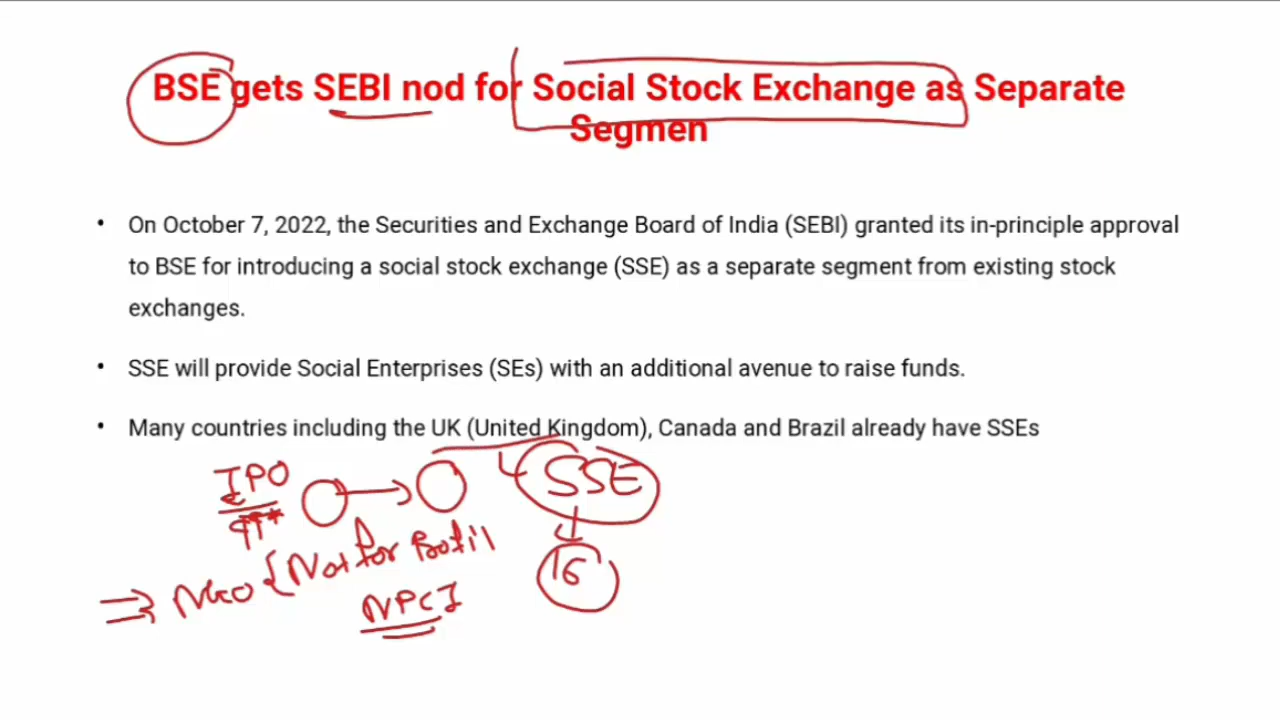 BSE gets SEBI nod for Social Stock Exchange as Separate
Segmen
• On October 7, 2022, the Securities and Exchange Board of India (SEBI) granted its in-principle approval
to BSE for introducing a social stock exchange (SSE) as a separate segment from existing stock
exchanges.
• SSE will provide Social Enterprises (SEs) with an additional avenue to raise funds.
• Many countries including the UK (United Kingdom), Canada and Brazil already have SSEs
IPO
SSE
NGO { Not for Profit
16
NPCI